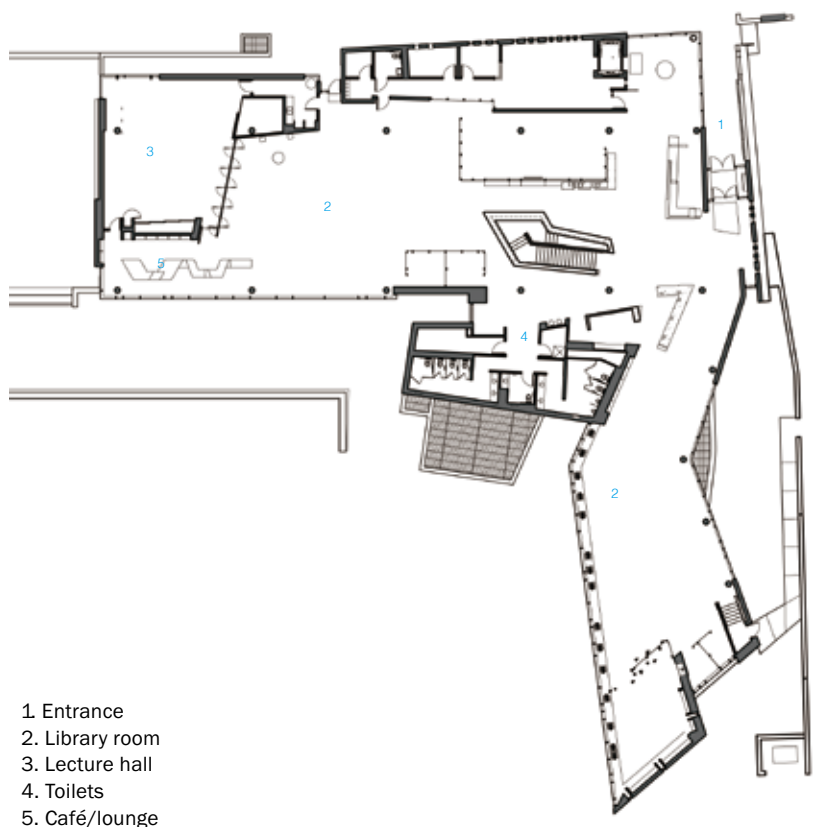 1
3
2
5
4
2
1. Entrance
2. Library room
3. Lecture hall
4. Toilets
5. Café/lounge